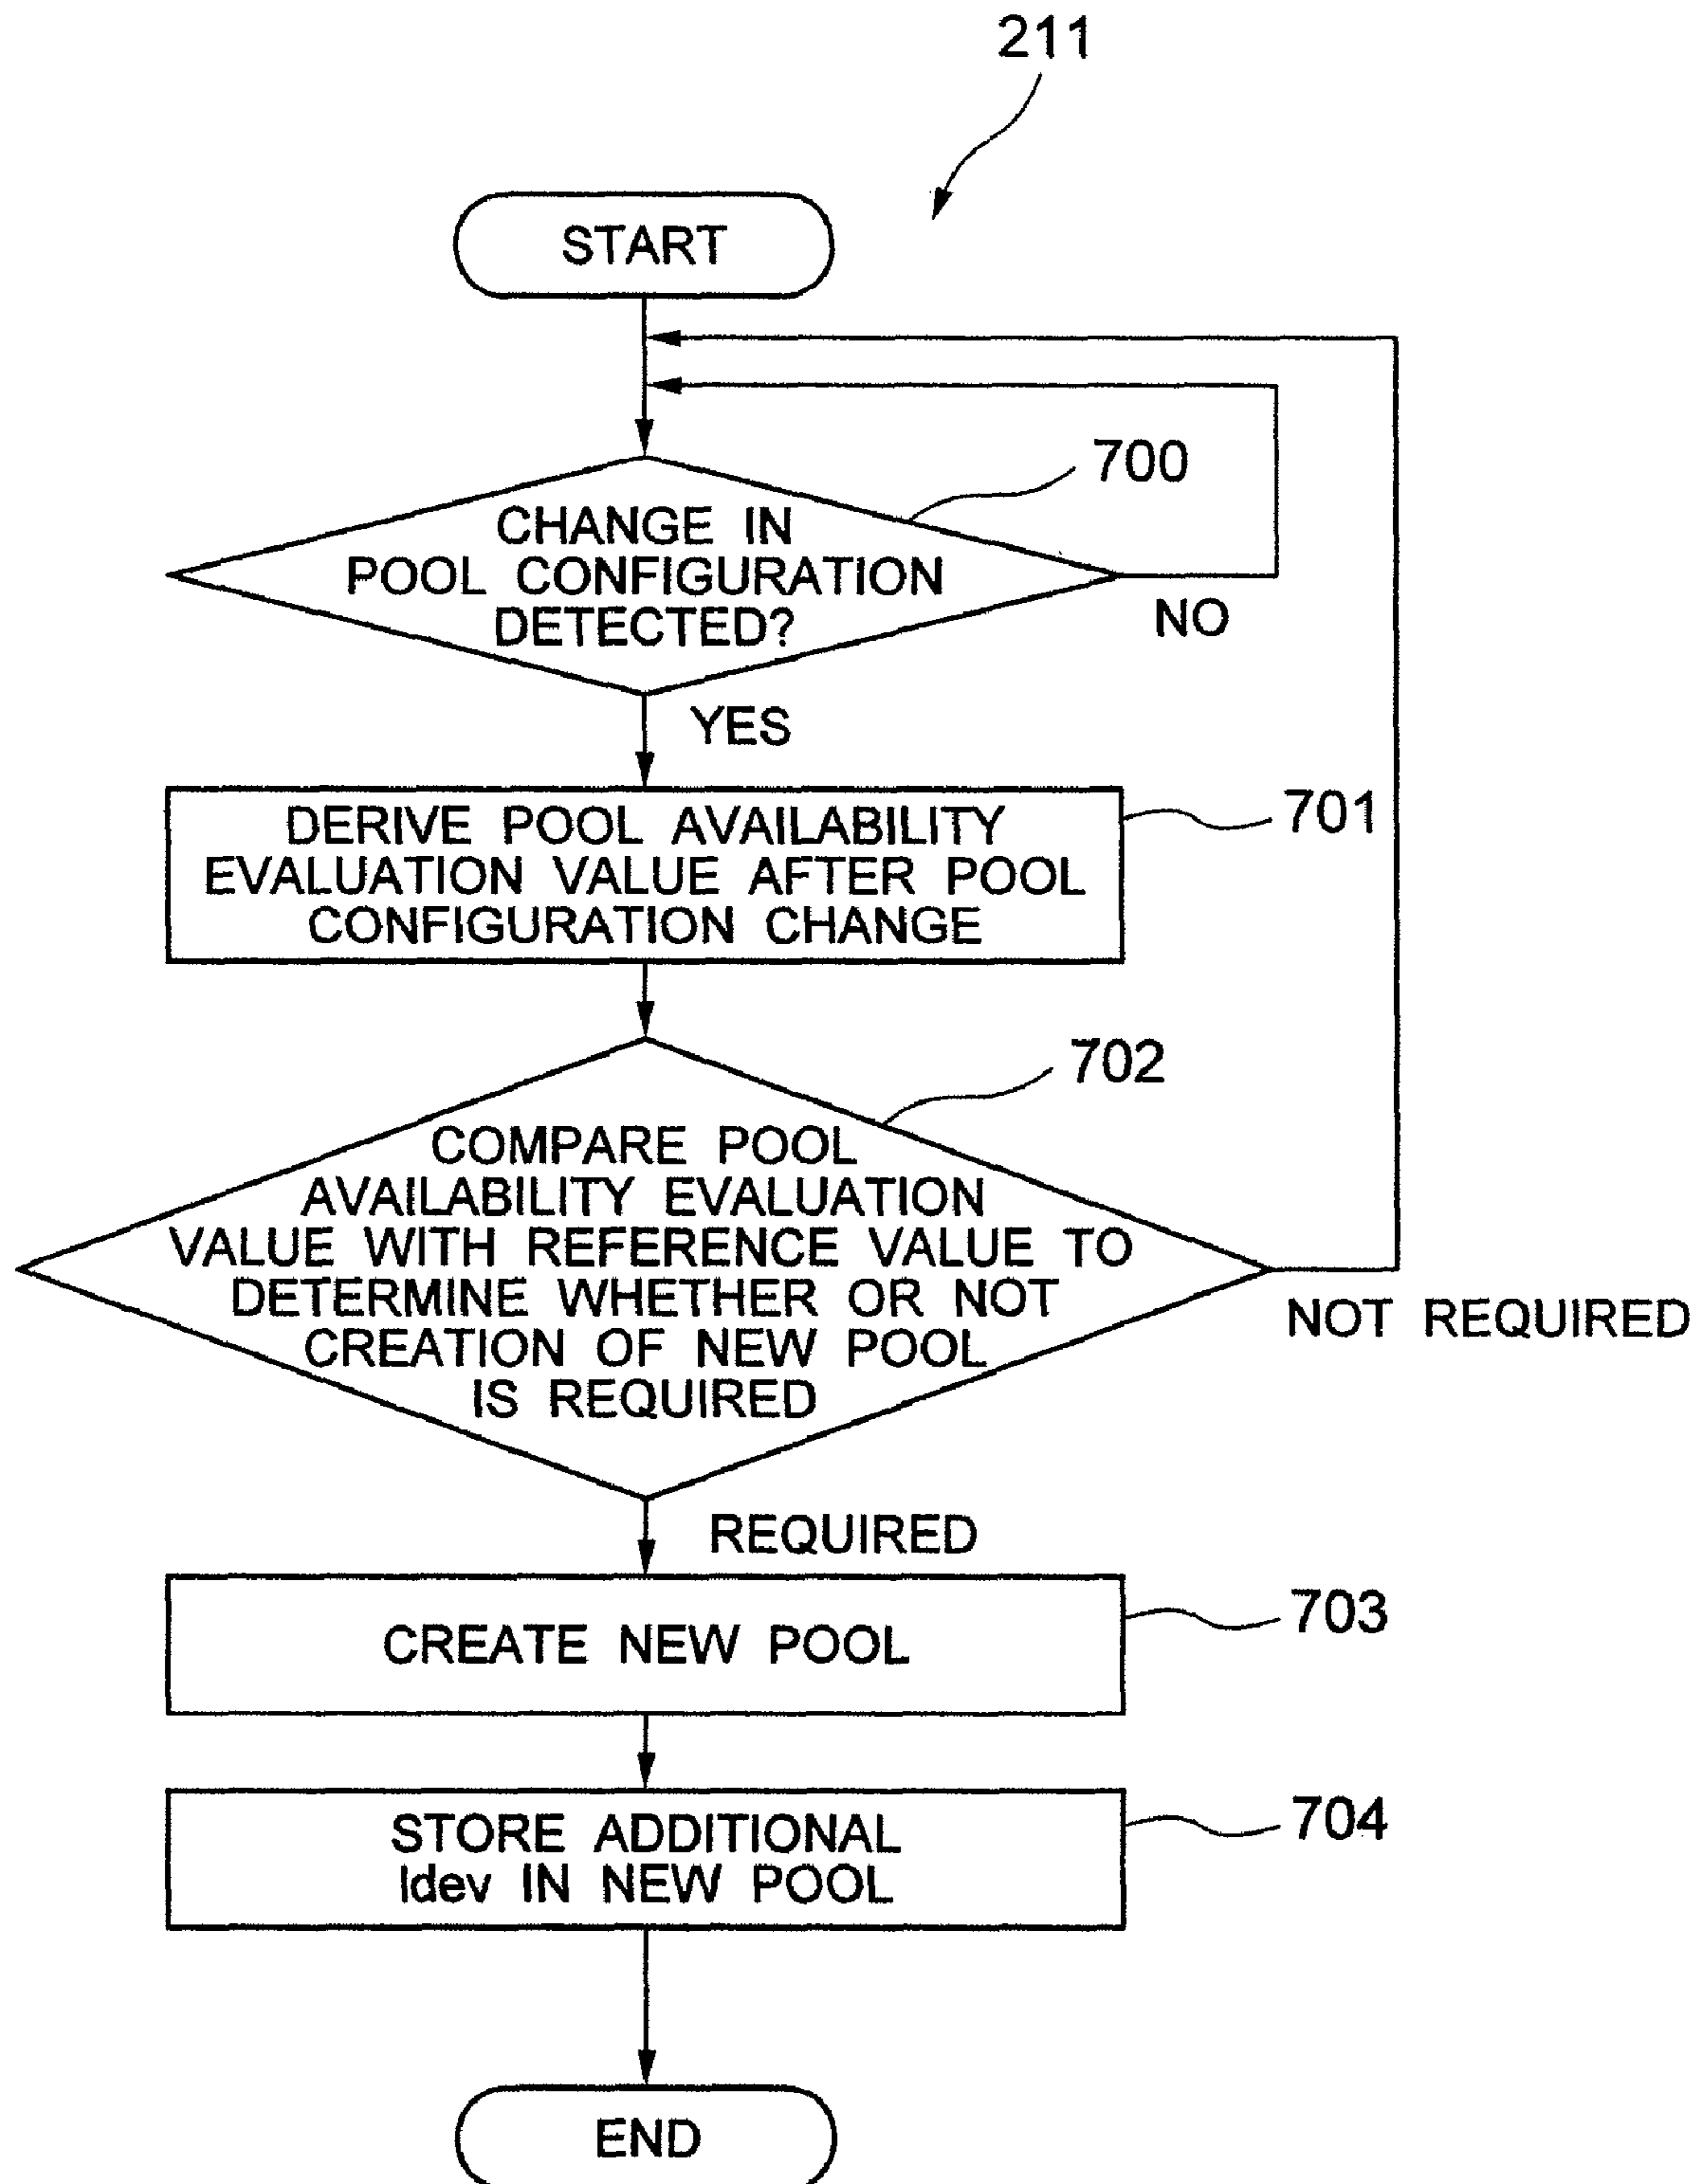 211
START
700
CHANGE IN
POOL CONFIGURATION
DETECTED?
NO
YES
DERIVE POOL AVAILABILITY
EVALUATION VALUE AFTER POOL
CONFIGURATION CHANGE
701
702
COMPARE POOL
AVAILABILITY EVALUATION
VALUE WITH REFERENCE VALUE TO
DETERMINE WHETHER OR NOT
CREATION OF NEW POOL
IS REQUIRED
NOT REQUIRED
REQUIRED
CREATE NEW POOL
703
STORE ADDITIONAL
ldev IN NEW POOL
704
END